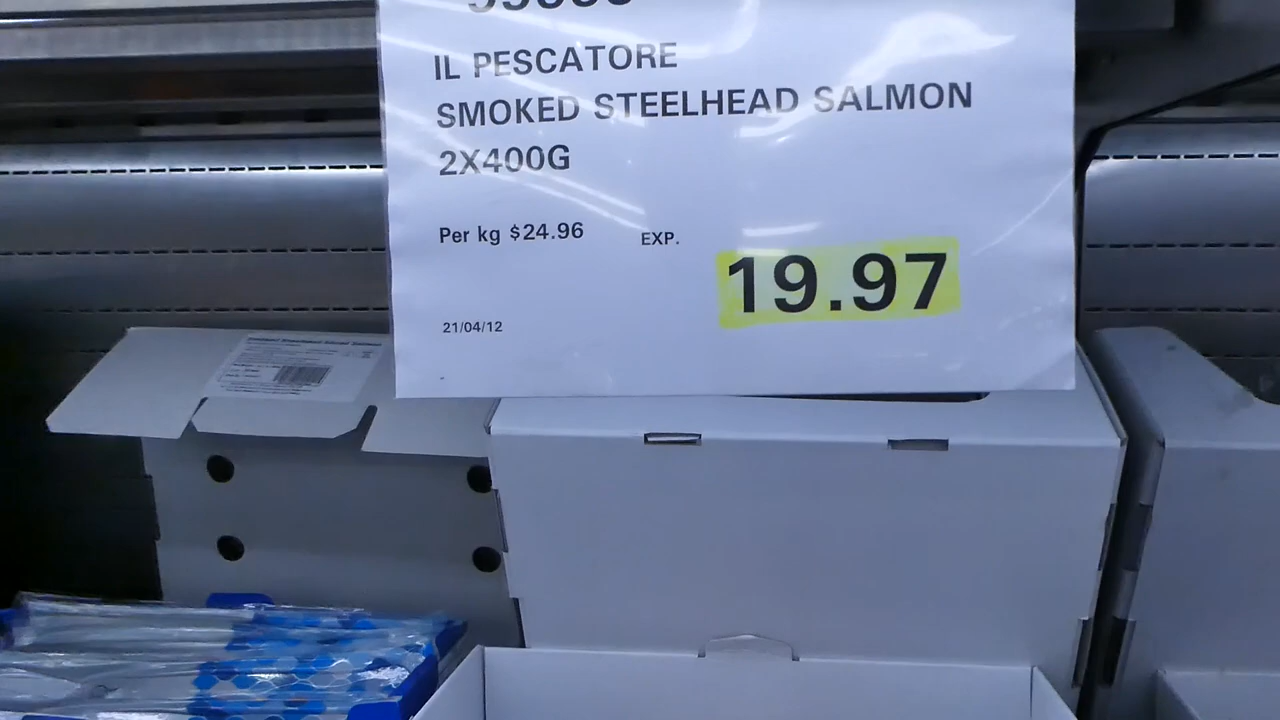 IL PESCATORE
SMOKED STEELHEAD SALMON
2X400G
Per kg $24.96 EXP.
19.97
21/04/12